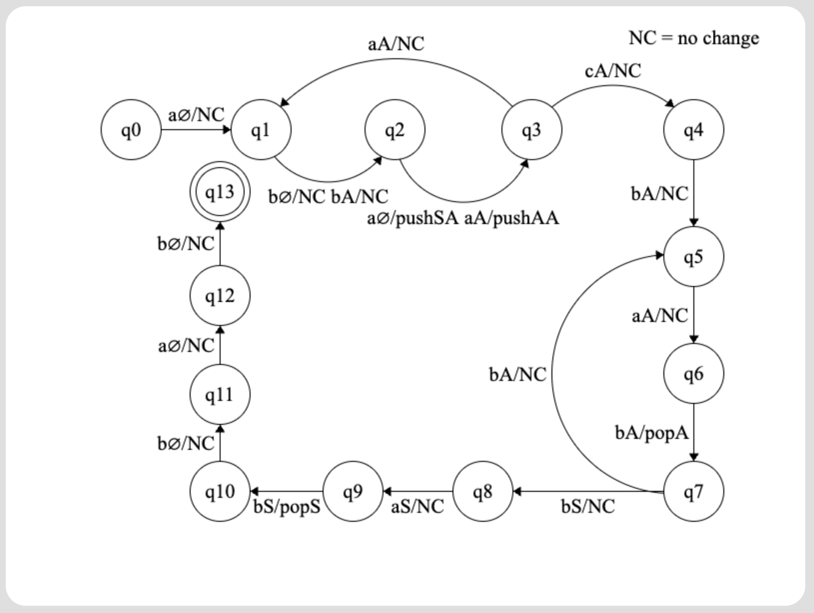 NC = no change
aA/NC
cA/NC
q0
a∅/NC
q1
q2
q3
q4
b∅/NC bA/NC
a∅/pushSA aA/pushAA
bA/NC
q13
b∅/NC
q5
q12
aA/NC
a∅/NC
bA/NC
q6
q11
bA/popA
b∅/NC
q10
bS/popS
q9
aS/NC
q8
bS/NC
q7